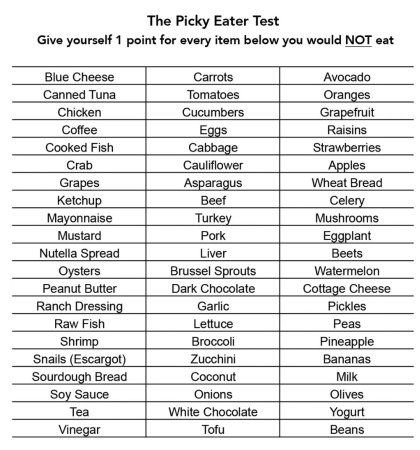 The Picky Eater Test
Give yourself 1 point for every item below you would NOT eat
Blue Cheese Carrots Avocado
Canned Tuna Tomatoes Oranges
Chicken Cucumbers Grapefruit
Coffee Eggs Raisins
Cooked Fish Cabbage Strawberries
Crab Cauliflower Apples
Grapes Asparagus Wheat Bread
Ketchup Beef Celery
Mayonnaise Turkey Mushrooms
Mustard Pork Eggplant
Nutella Spread Liver Beets
Oysters Brussel Sprouts Watermelon
Peanut Butter Dark Chocolate Cottage Cheese
Ranch Dressing Garlic Pickles
Raw Fish Lettuce Peas
Shrimp Broccoli Pineapple
Snails (Escargot) Zucchini Bananas
Sourdough Bread Coconut Milk
Soy Sauce Onions Olives
Tea White Chocolate Yogurt
Vinegar Tofu Beans